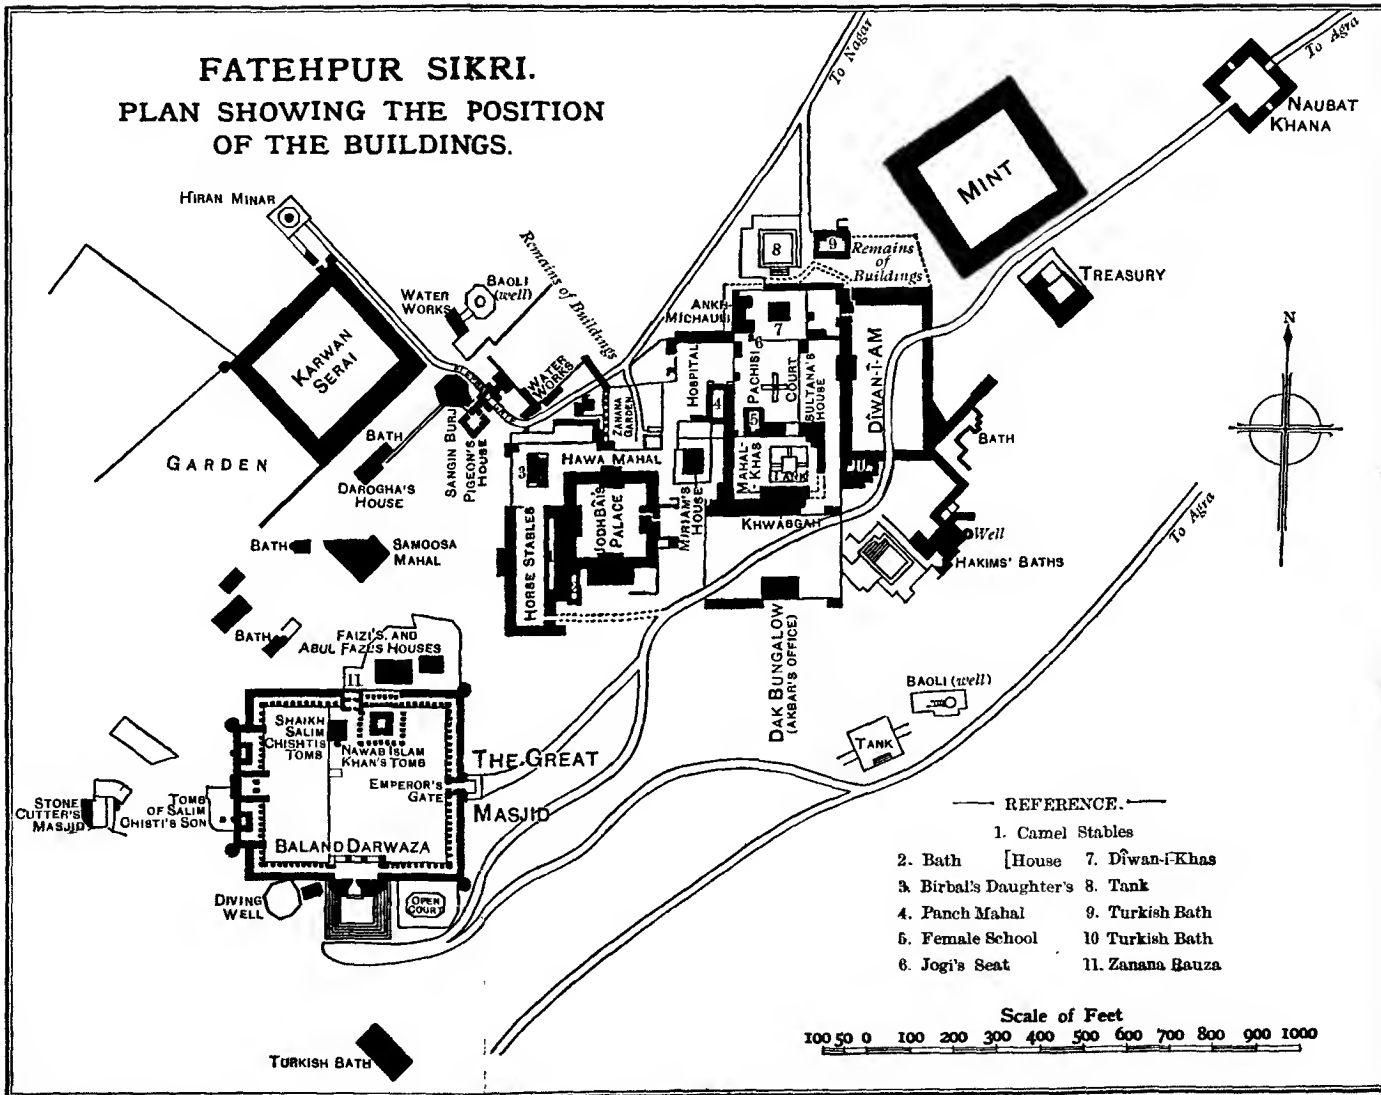 FATEHPUR SIKRI.
PLAN SHOWING THE POSITION
OF THE BUILDINGS.
To Nagar
To Agra
NAUBAT
KHANA
MINT
TREASURY
HIRAN MINAR
KARWAN
SERAI
WATER
WORKS
BAOLI
(well)
Remains of Buildings
WATER
WORKS
8
9
Remains
of
Buildings
ANKH
MICHAULI
7
6
HOSPITAL
PACHISI
COURT
SULTANA'S
HOUSE
DÎWAN-Î-AM
4
5
ZANANA
GARDEN
BATH
SANGIN BURJ
PIGEON'S
HOUSE
GARDEN
DAROGHA'S
HOUSE
3
HAWA MAHAL
MAHAL-
-KHAS
TANK
10
BATH
N
JODHBÂI'S
PALACE
MIRIAM'S
HOUSE
KHWABGAH
HORSE STABLES
2
Well
HAKIMS' BATHS
To Agra
BATH
SAMOOSA
MAHAL
BATH
FAIZI'S, AND
ABUL FAZL'S HOUSES
11
DAK BUNGALOW
(AKBAR'S OFFICE)
BAOLI (well)
TANK
SHAIKH
SALIM
CHISHTIS
TOMB
NAWAB ISLAM
KHAN'S TOMB
EMPEROR'S
GATE
THE GREAT
MASJID
STONE
CUTTER'S
MASJID
TOMB
OF SALIM
CHISTI'S SON
BALAND DARWAZA
DIVING
WELL
OPEN
COURT
TURKISH BATH
REFERENCE.
1. Camel Stables
2. Bath [House 7. Dîwan-i-Khas
3. Birbal's Daughter's 8. Tank
4. Panch Mahal 9. Turkish Bath
5. Female School 10 Turkish Bath
6. Jogi's Seat 11. Zanana Rauza
Scale of Feet
100 50 0 100 200 300 400 500 600 700 800 900 1000